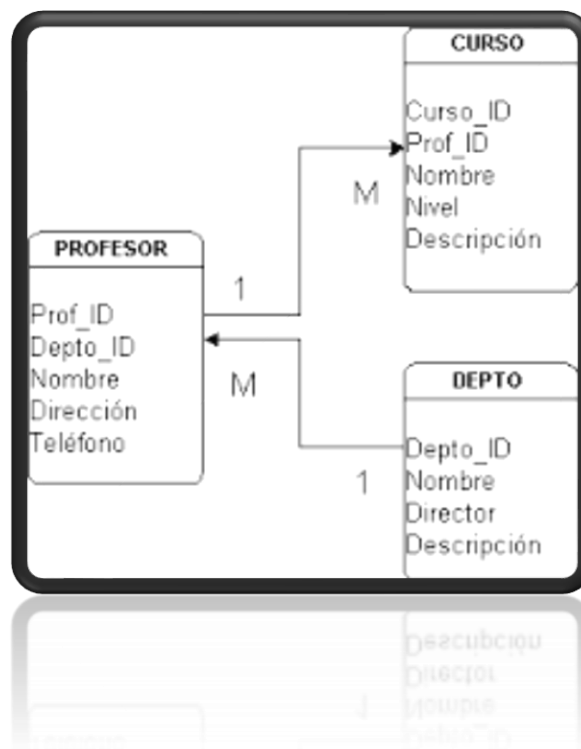 CURSO
Curso_ID
Prof_ID
Nombre
Nivel
Descripción
M
PROFESOR
1
Prof_ID
Depto_ID
Nombre
Dirección
Teléfono
M
DEPTO
1
Depto_ID
Nombre
Director
Descripción